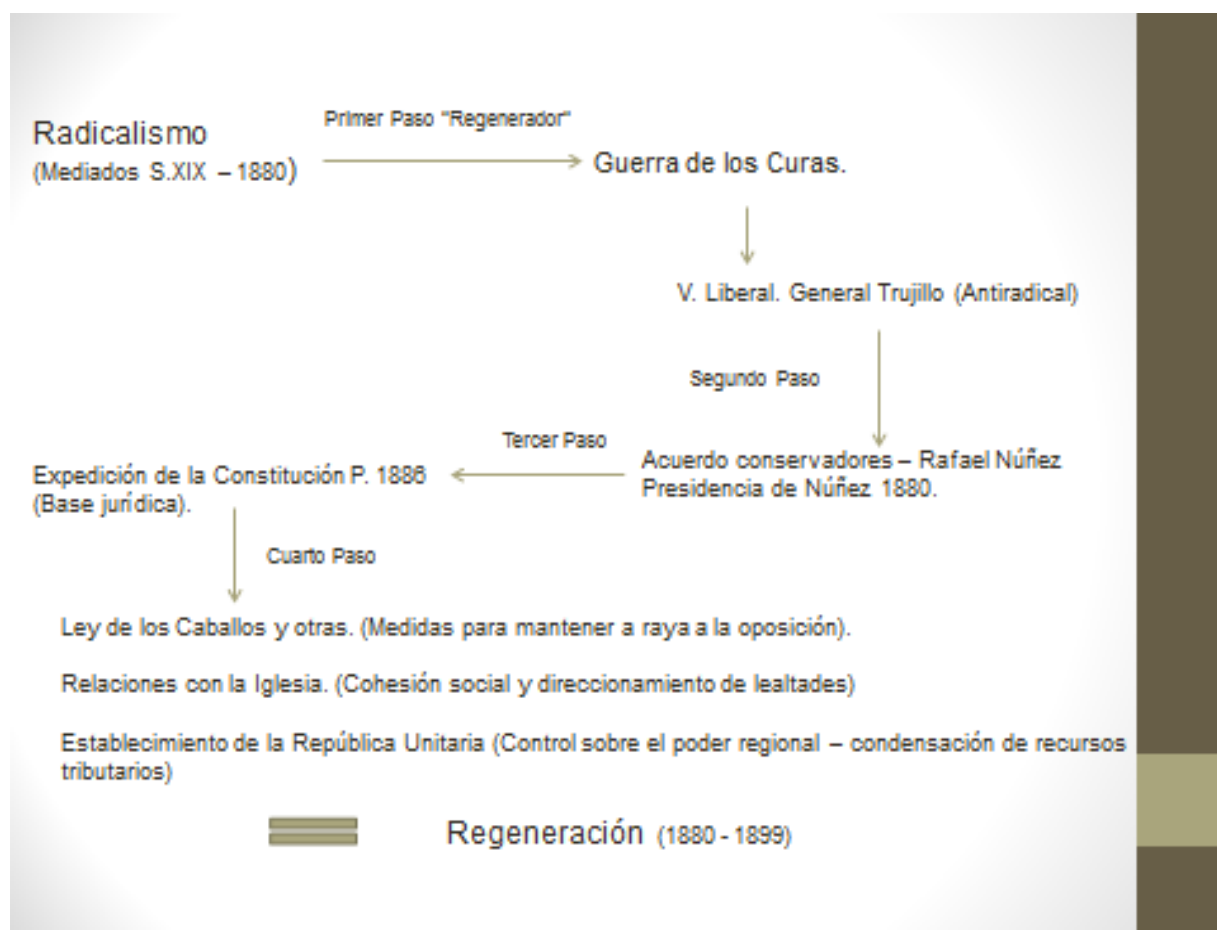 Radicalismo
(Mediados S.XIX – 1880)
Primer Paso "Regenerador"
Guerra de los Curas.
V. Liberal. General Trujillo (Antiradical)
Segundo Paso
Acuerdo conservadores – Rafael Núñez
Presidencia de Núñez 1880.
Tercer Paso
Expedición de la Constitución P. 1886
(Base jurídica).
Cuarto Paso
Ley de los Caballos y otras. (Medidas para mantener a raya a la oposición).
Relaciones con la Iglesia. (Cohesión social y direccionamiento de lealtades)
Establecimiento de la República Unitaria (Control sobre el poder regional – condensación de recursos
tributarios)
Regeneración (1880 - 1899)